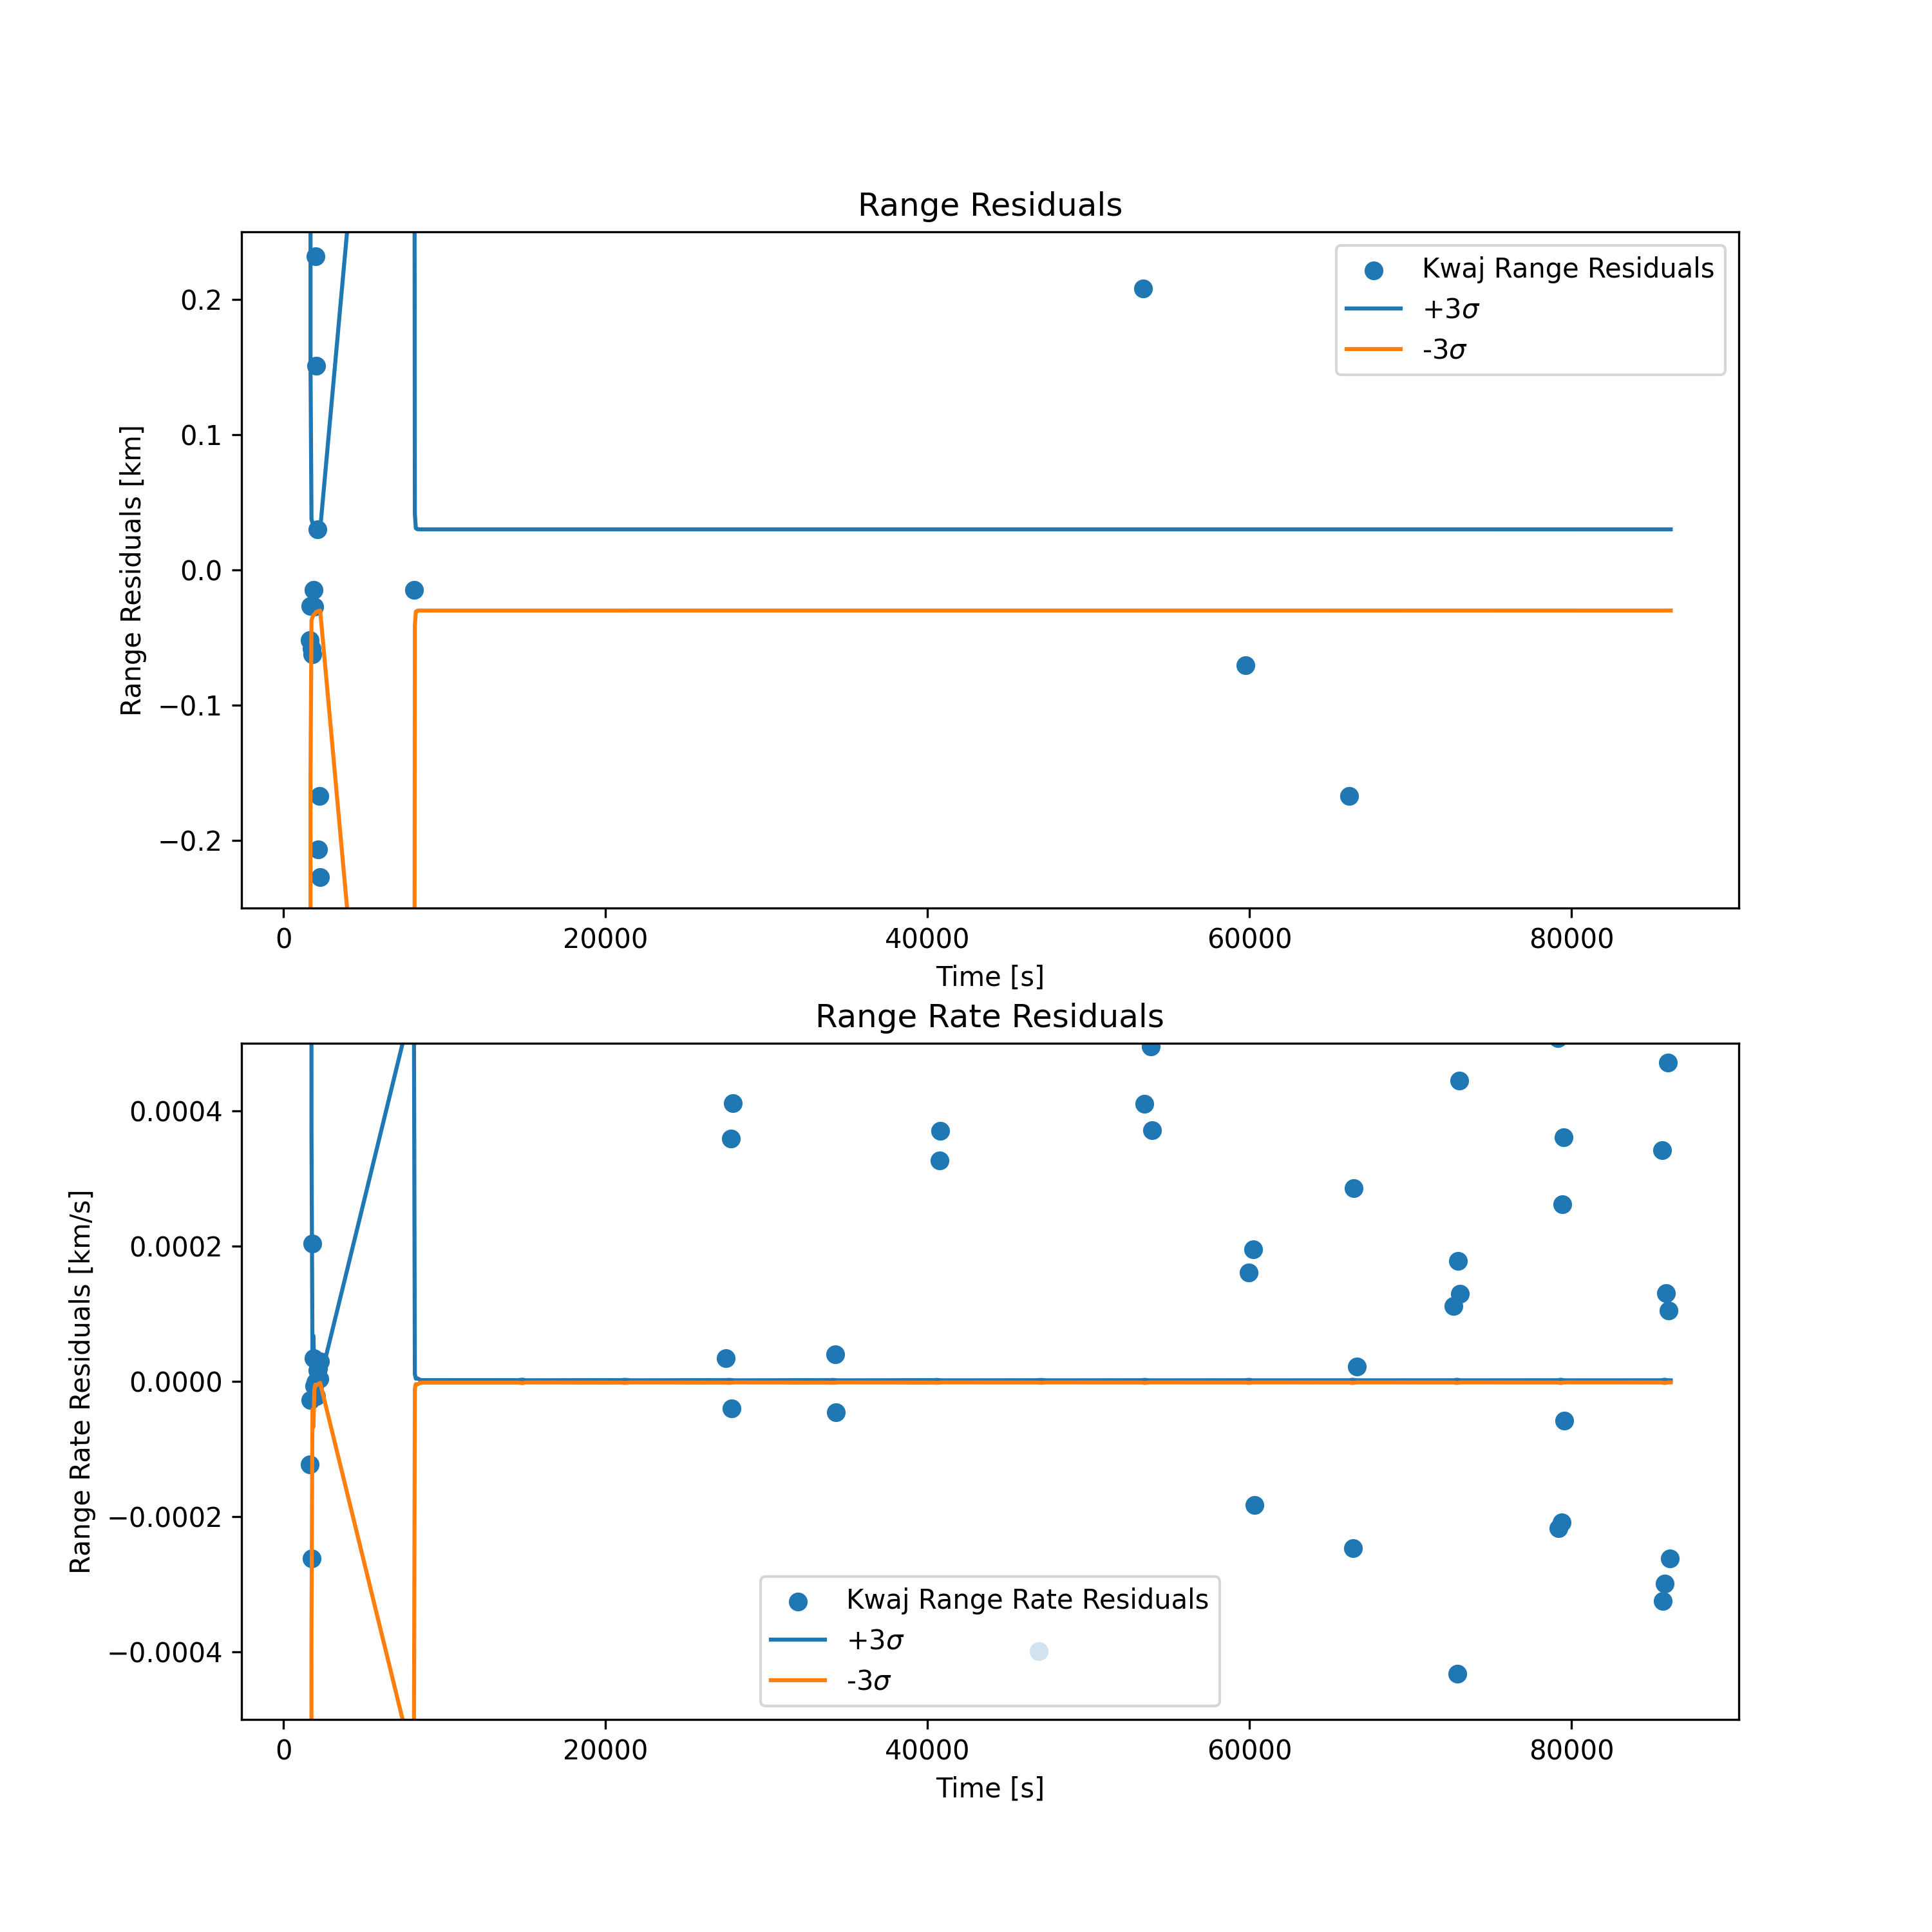 Range Residuals
Kwaj Range Residuals
+3σ
-3σ
Range Residuals [km]
0.2
0.1
0.0
−0.1
−0.2
0 20000 40000 60000 80000
Time [s]
Range Rate Residuals
Range Rate Residuals [km/s]
0.0004
0.0002
0.0000
−0.0002
−0.0004
Kwaj Range Rate Residuals
+3σ
-3σ
0 20000 40000 60000 80000
Time [s]